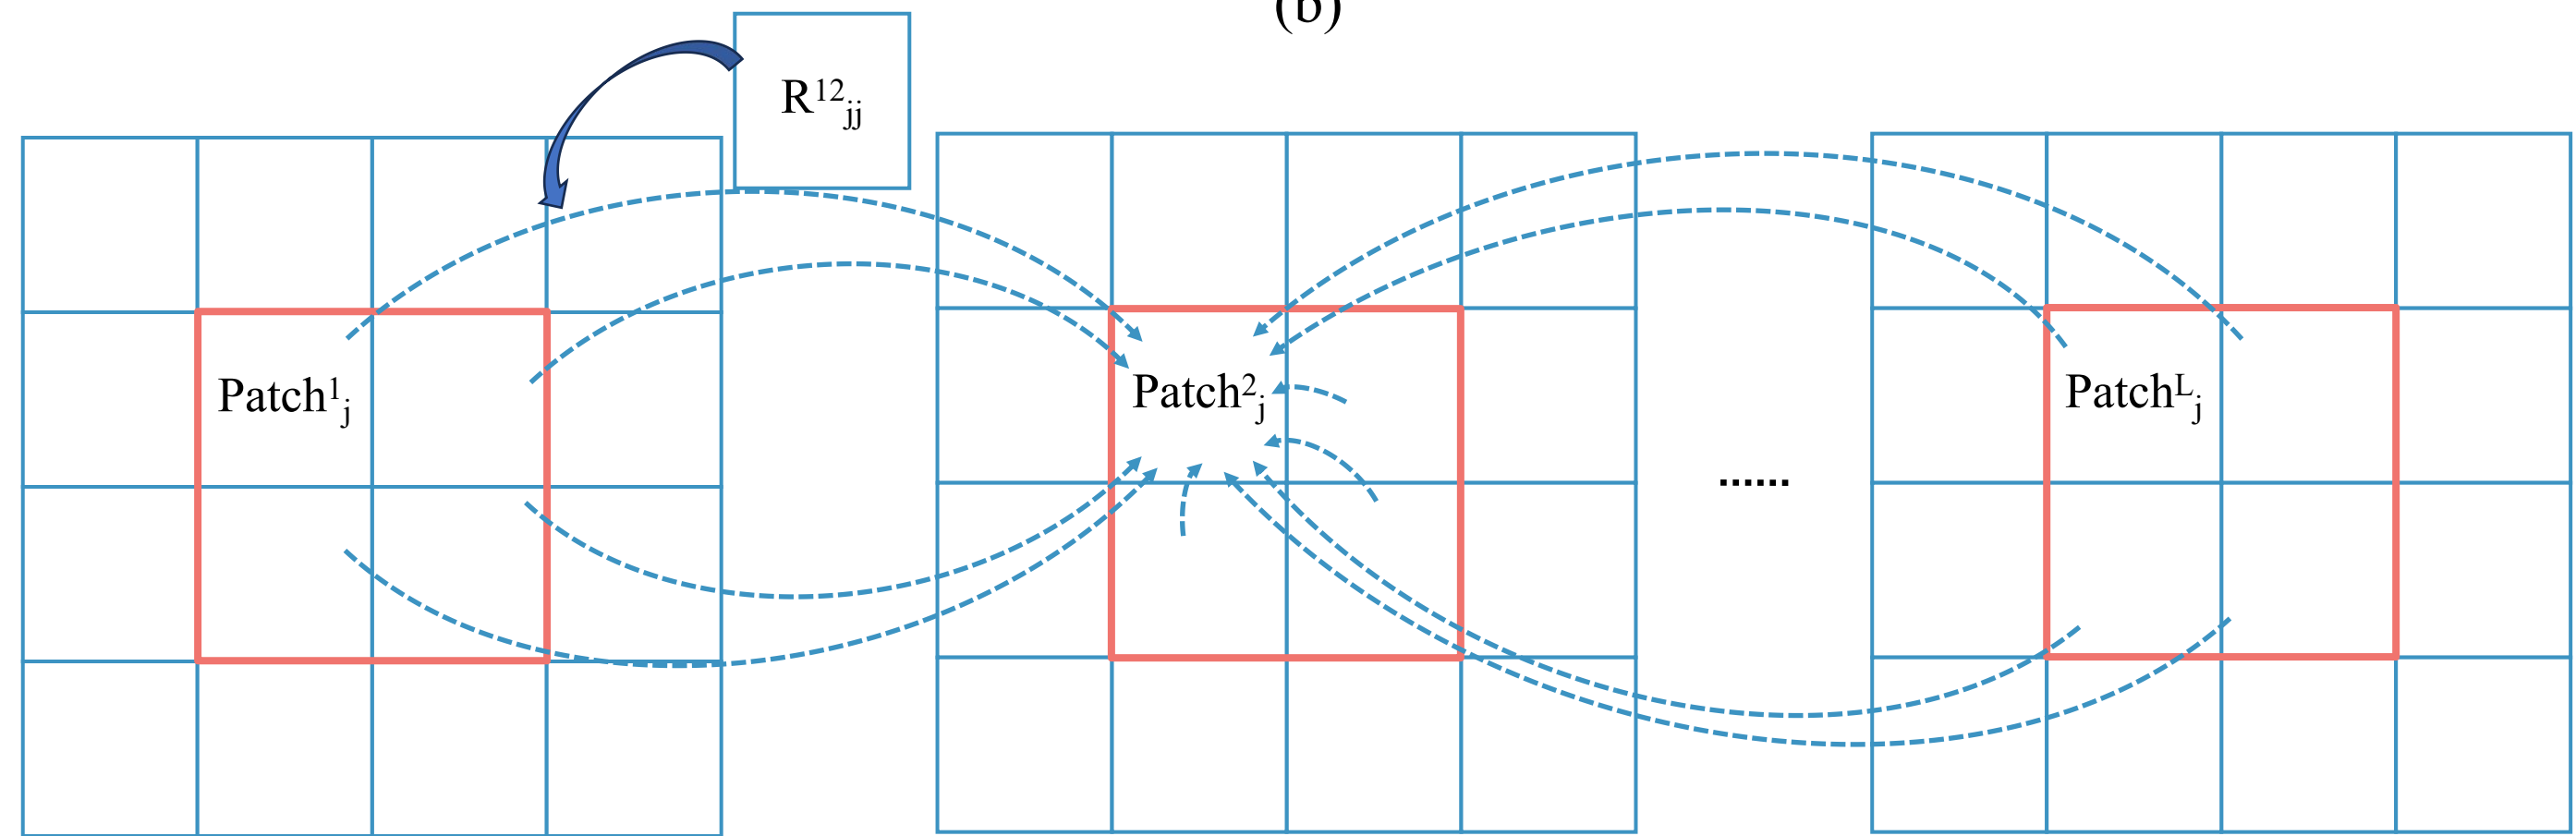 (b)
R¹²ⱼⱼ
Patch¹ⱼ
Patch²ⱼ
......
Patchᴸⱼ